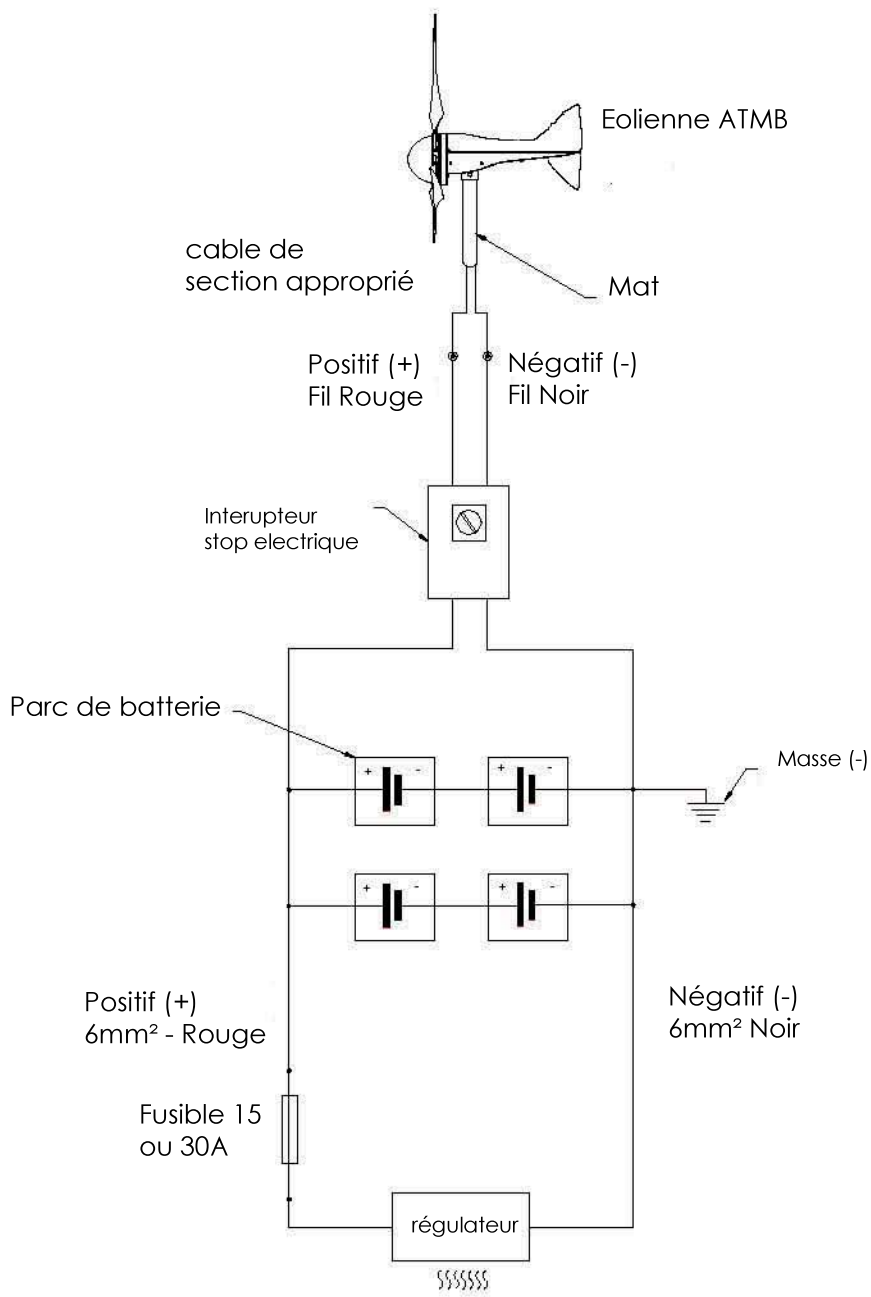 Eolienne ATMB
cable de
section approprié
Mat
Positif (+)
Fil Rouge
Négatif (-)
Fil Noir
Interupteur
stop electrique
Parc de batterie
Masse (-)
+ -
+ -
+ -
+ -
Positif (+)
6mm² - Rouge
Négatif (-)
6mm² Noir
Fusible 15
ou 30A
régulateur